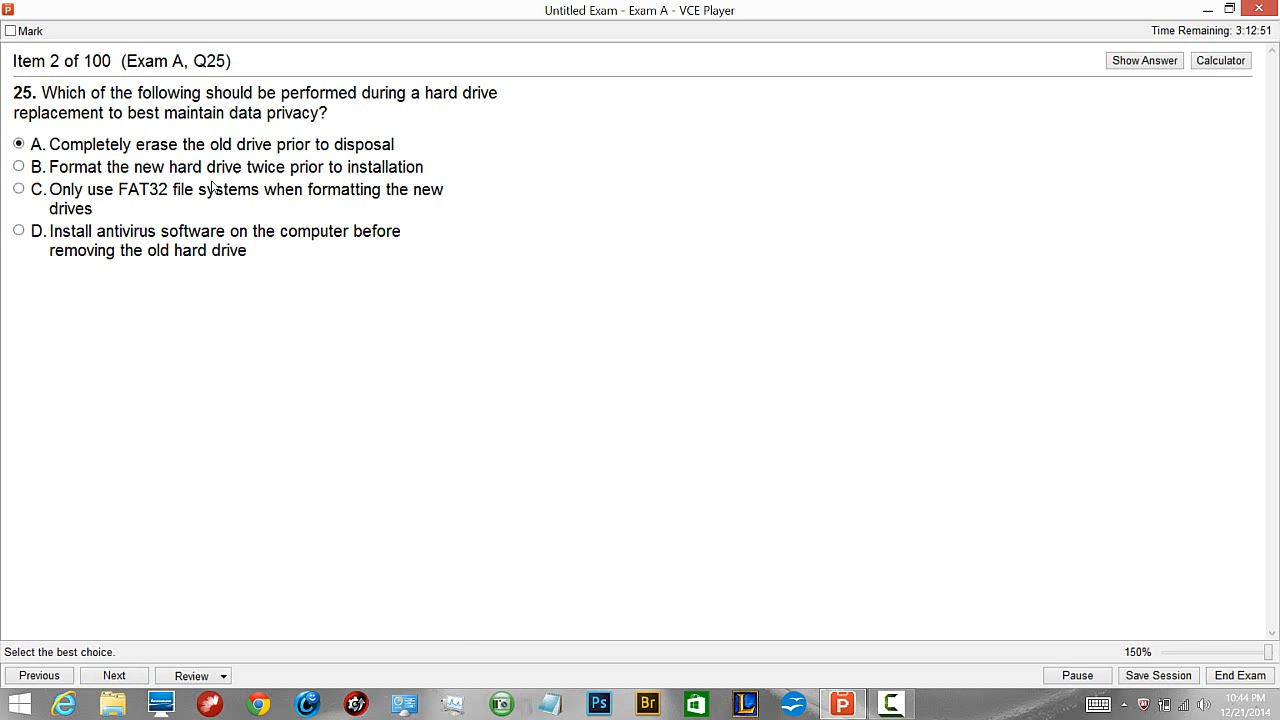 Untitled Exam - Exam A - VCE Player
Mark
Time Remaining: 3:12:51
Item 2 of 100 (Exam A, Q25)
Show Answer
Calculator
25. Which of the following should be performed during a hard drive
replacement to best maintain data privacy?
A. Completely erase the old drive prior to disposal
B. Format the new hard drive twice prior to installation
C. Only use FAT32 file systems when formatting the new
drives
D. Install antivirus software on the computer before
removing the old hard drive
Select the best choice.
150%
Previous
Next
Review
Pause
Save Session
End Exam
Ps
Br
10:44 PM
12/21/2014